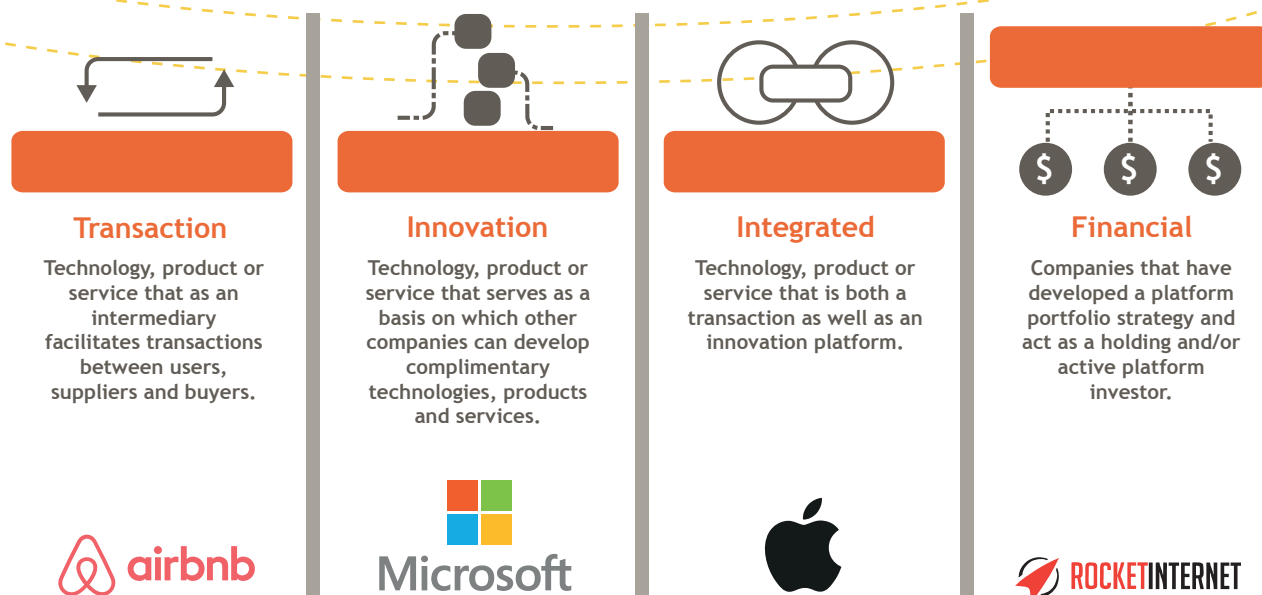 $ $ $
Transaction
Technology, product or
service that as an
intermediary
facilitates transactions
between users,
suppliers and buyers.
airbnb
Innovation
Technology, product or
service that serves as a
basis on which other
companies can develop
complimentary
technologies, products
and services.
Microsoft
Integrated
Technology, product or
service that is both a
transaction as well as an
innovation platform.
Financial
Companies that have
developed a platform
portfolio strategy and
act as a holding and/or
active platform
investor.
ROCKETINTERNET